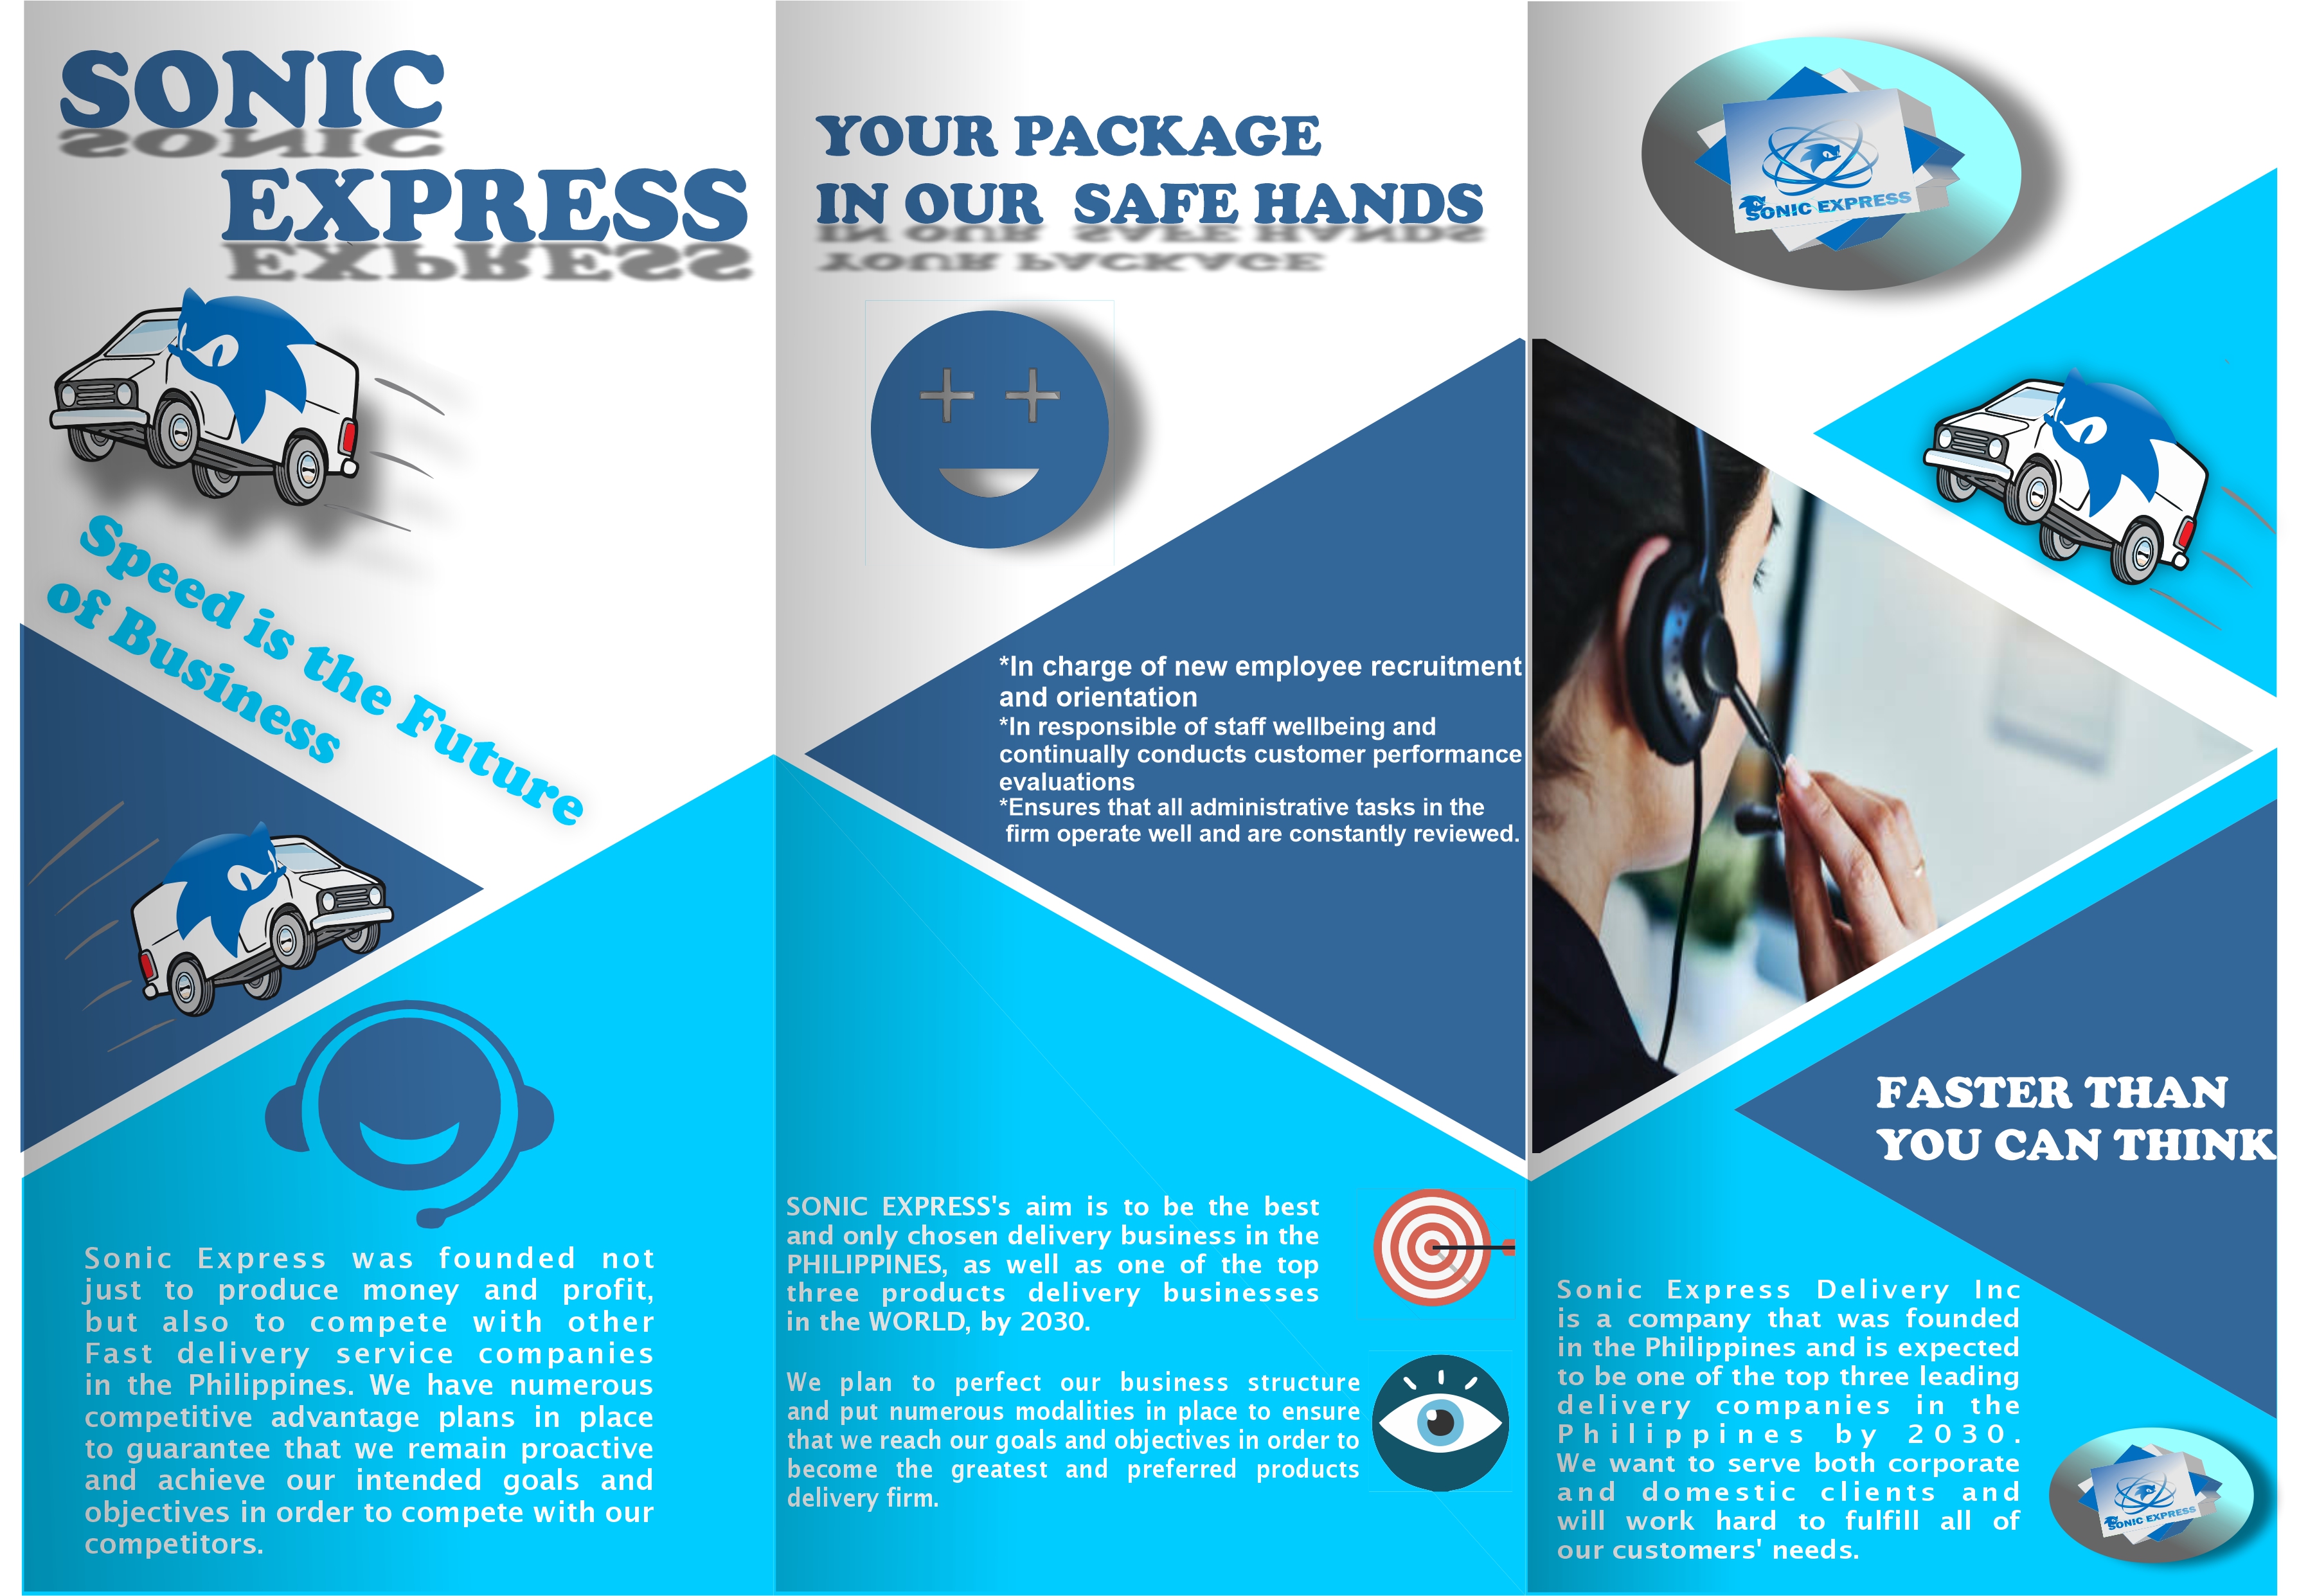 SONIC
EXPRESS
Speed is the Future
of Business
Sonic Express was founded not
just to produce money and profit,
but also to compete with other
Fast delivery service companies
in the Philippines. We have numerous
competitive advantage plans in place
to guarantee that we remain proactive
and achieve our intended goals and
objectives in order to compete with our
competitors.
YOUR PACKAGE
IN OUR SAFE HANDS
*In charge of new employee recruitment
and orientation
*In responsible of staff wellbeing and
continually conducts customer performance
evaluations
*Ensures that all administrative tasks in the
firm operate well and are constantly reviewed.
SONIC EXPRESS's aim is to be the best
and only chosen delivery business in the
PHILIPPINES, as well as one of the top
three products delivery businesses
in the WORLD, by 2030.
We plan to perfect our business structure
and put numerous modalities in place to ensure
that we reach our goals and objectives in order to
become the greatest and preferred products
delivery firm.
SONIC EXPRESS
FASTER THAN
YOU CAN THINK
Sonic Express Delivery Inc
is a company that was founded
in the Philippines and is expected
to be one of the top three leading
delivery companies in the
Philippines by 2030.
We want to serve both corporate
and domestic clients and
will work hard to fulfill all of
our customers' needs.
SONIC EXPRESS